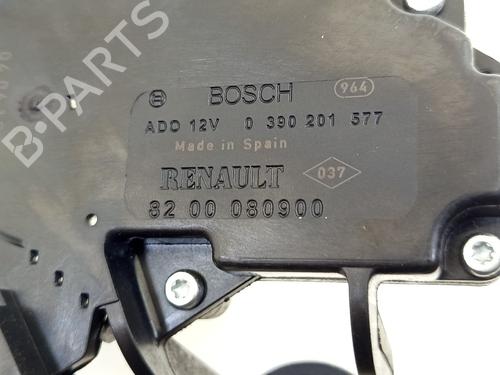 B-PARTS
BOSCH 964
ADO 12V 0 390 201 577
Made in Spain
RENAULT 037
82 00 080900